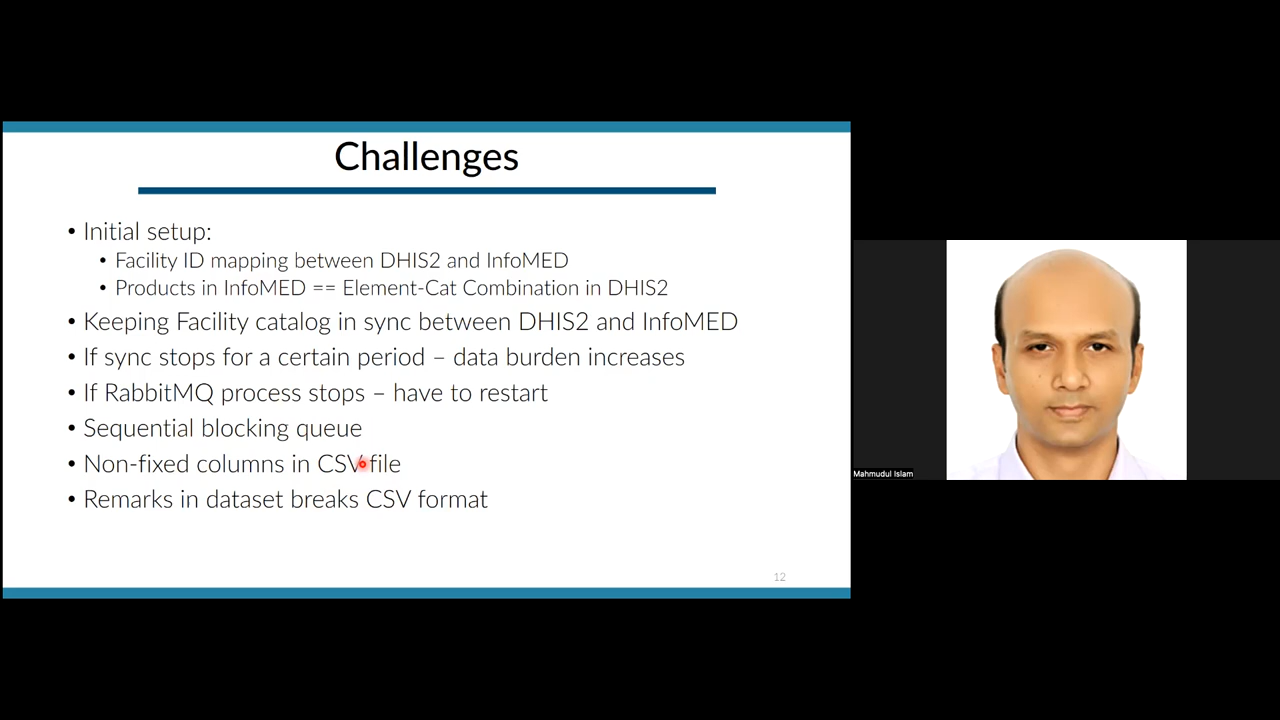 Challenges
• Initial setup:
• Facility ID mapping between DHIS2 and InfoMED
• Products in InfoMED == Element-Cat Combination in DHIS2
• Keeping Facility catalog in sync between DHIS2 and InfoMED
• If sync stops for a certain period – data burden increases
• If RabbitMQ process stops – have to restart
• Sequential blocking queue
• Non-fixed columns in CSV file
• Remarks in dataset breaks CSV format
12
Mahmudul Islam